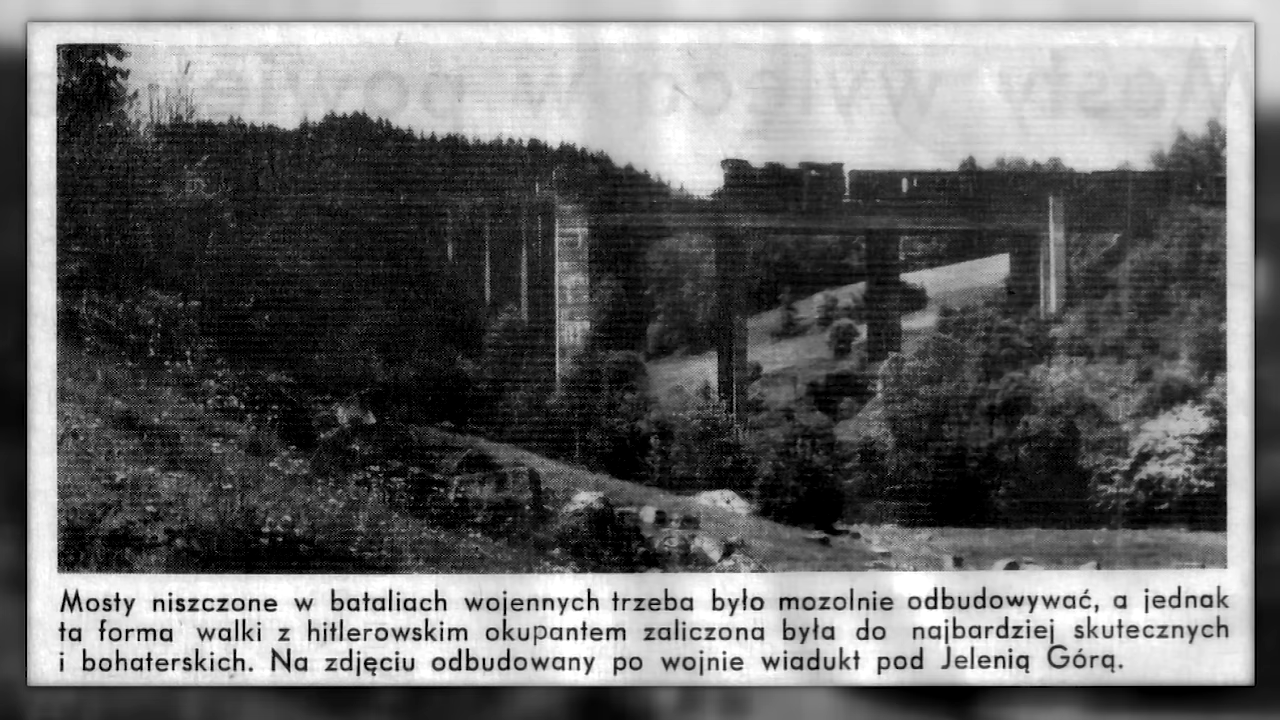 Mosty niszczone w bataliach wojennych trzeba było mozolnie odbudowywać, a jednak
ta forma walki z hitlerowskim okupantem zaliczona była do najbardziej skutecznych
i bohaterskich. Na zdjęciu odbudowany po wojnie wiadukt pod Jelenią Górą.